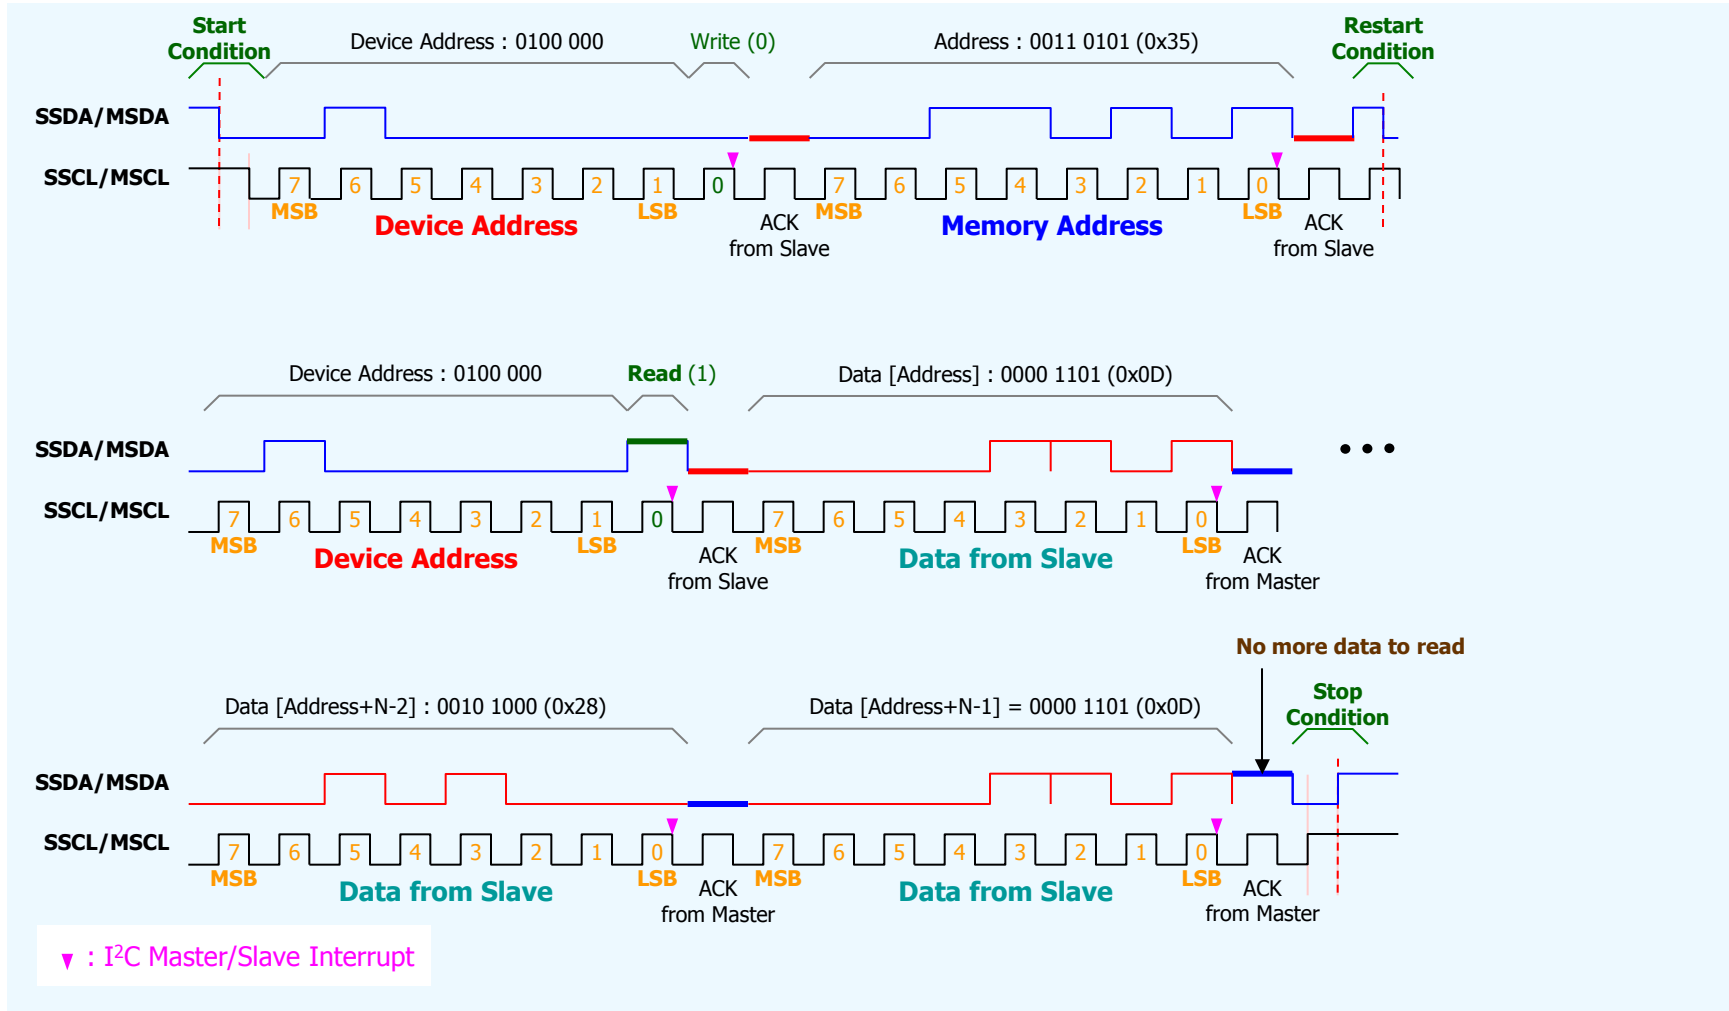 Start
Condition
Device Address : 0100 000
Write (0)
Address : 0011 0101 (0x35)
Restart
Condition
SSDA/MSDA
SSCL/MSCL
7 6 5 4 3 2 1 0 7 6 5 4 3 2 1 0
MSB
Device Address
LSB
ACK
from Slave
MSB
Memory Address
LSB
ACK
from Slave
Device Address : 0100 000
Read (1)
Data [Address] : 0000 1101 (0x0D)
SSDA/MSDA
• • •
SSCL/MSCL
7 6 5 4 3 2 1 0 7 6 5 4 3 2 1 0
MSB
Device Address
LSB
ACK
from Slave
MSB
Data from Slave
LSB
ACK
from Master
No more data to read
Data [Address+N-2] : 0010 1000 (0x28)
Data [Address+N-1] = 0000 1101 (0x0D)
Stop
Condition
SSDA/MSDA
SSCL/MSCL
7 6 5 4 3 2 1 0 7 6 5 4 3 2 1 0
MSB
Data from Slave
LSB
ACK
from Master
MSB
Data from Slave
LSB
ACK
from Master
: I²C Master/Slave Interrupt